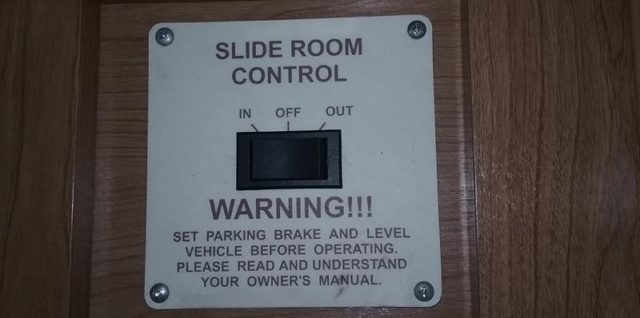 SLIDE ROOM
CONTROL
IN OFF OUT
WARNING!!!
SET PARKING BRAKE AND LEVEL
VEHICLE BEFORE OPERATING.
PLEASE READ AND UNDERSTAND
YOUR OWNER'S MANUAL.